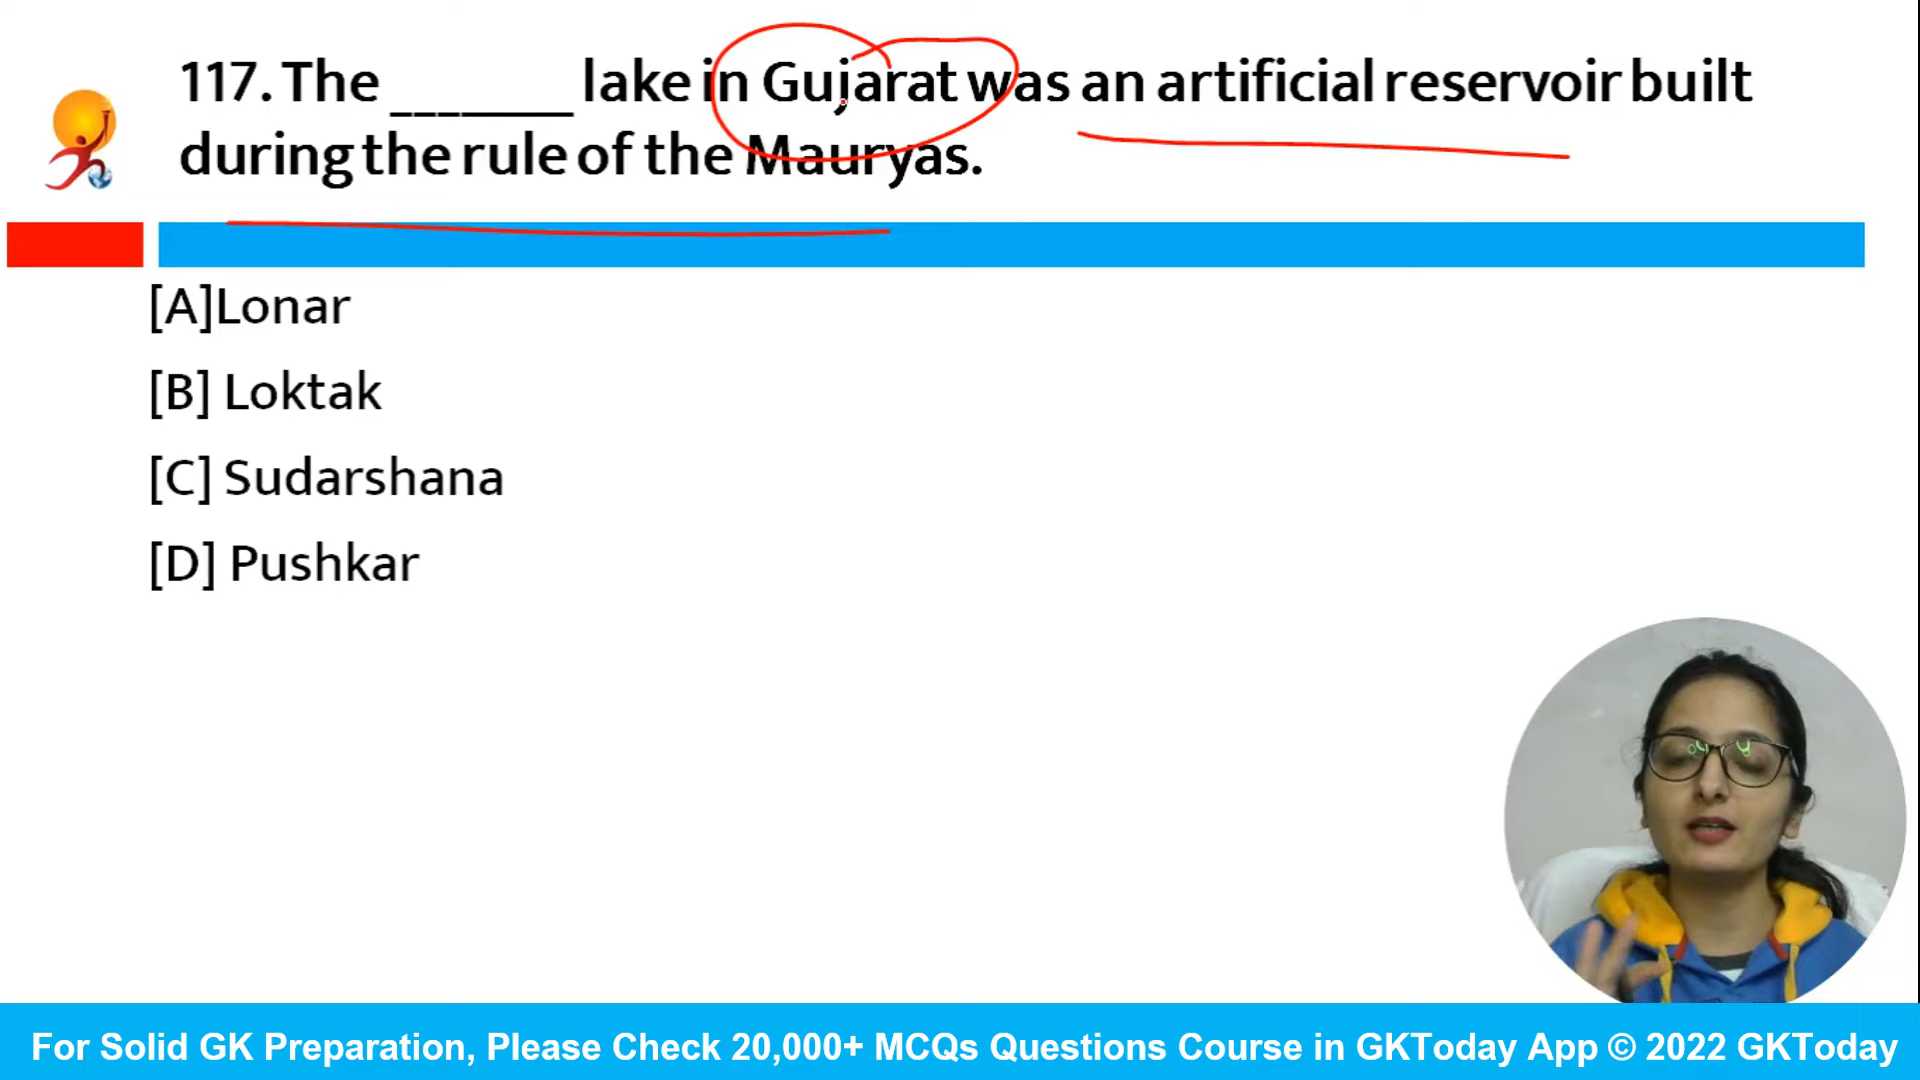 117. The _______ lake in Gujarat was an artificial reservoir built
during the rule of the Mauryas.
[A]Lonar
[B] Loktak
[C] Sudarshana
[D] Pushkar
For Solid GK Preparation, Please Check 20,000+ MCQs Questions Course in GKToday App © 2022 GKToday